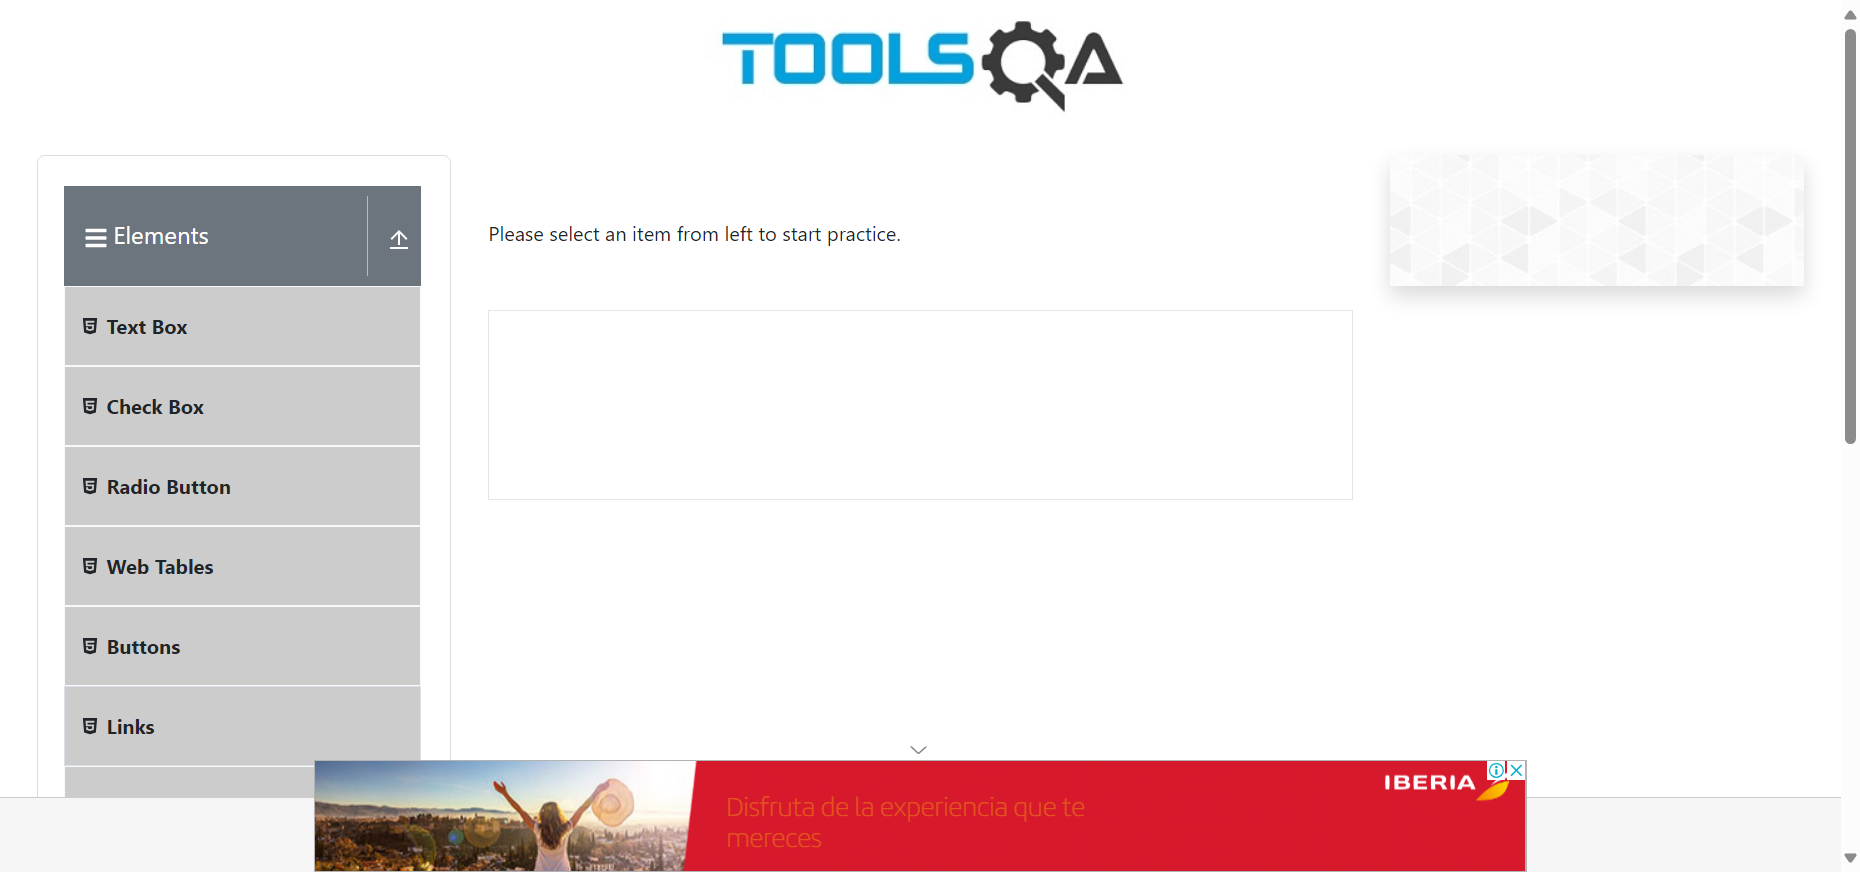 TOOLSQA
Elements
Please select an item from left to start practice.
Text Box
Check Box
Radio Button
Web Tables
Buttons
Links
IBERIA
Disfruta de la experiencia que te
mereces